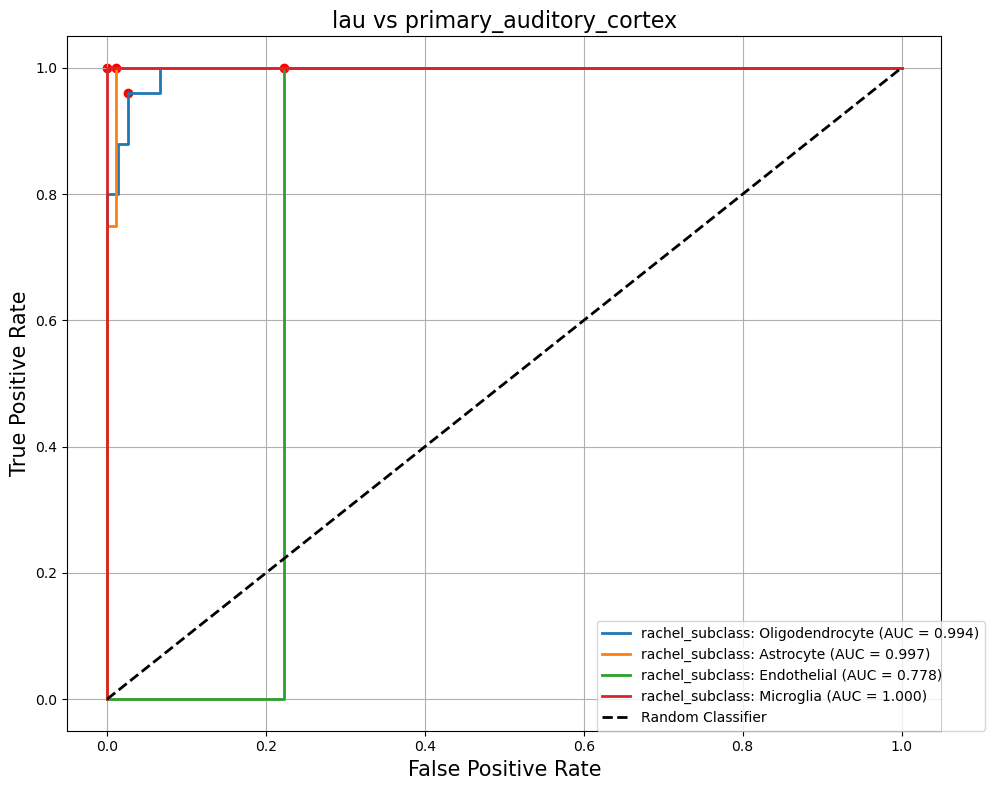 lau vs primary_auditory_cortex
True Positive Rate
1.0
0.8
0.6
0.4
0.2
0.0
rachel_subclass: Oligodendrocyte (AUC = 0.994)
rachel_subclass: Astrocyte (AUC = 0.997)
rachel_subclass: Endothelial (AUC = 0.778)
rachel_subclass: Microglia (AUC = 1.000)
Random Classifier
0.0 0.2 0.4 0.6 0.8 1.0
False Positive Rate